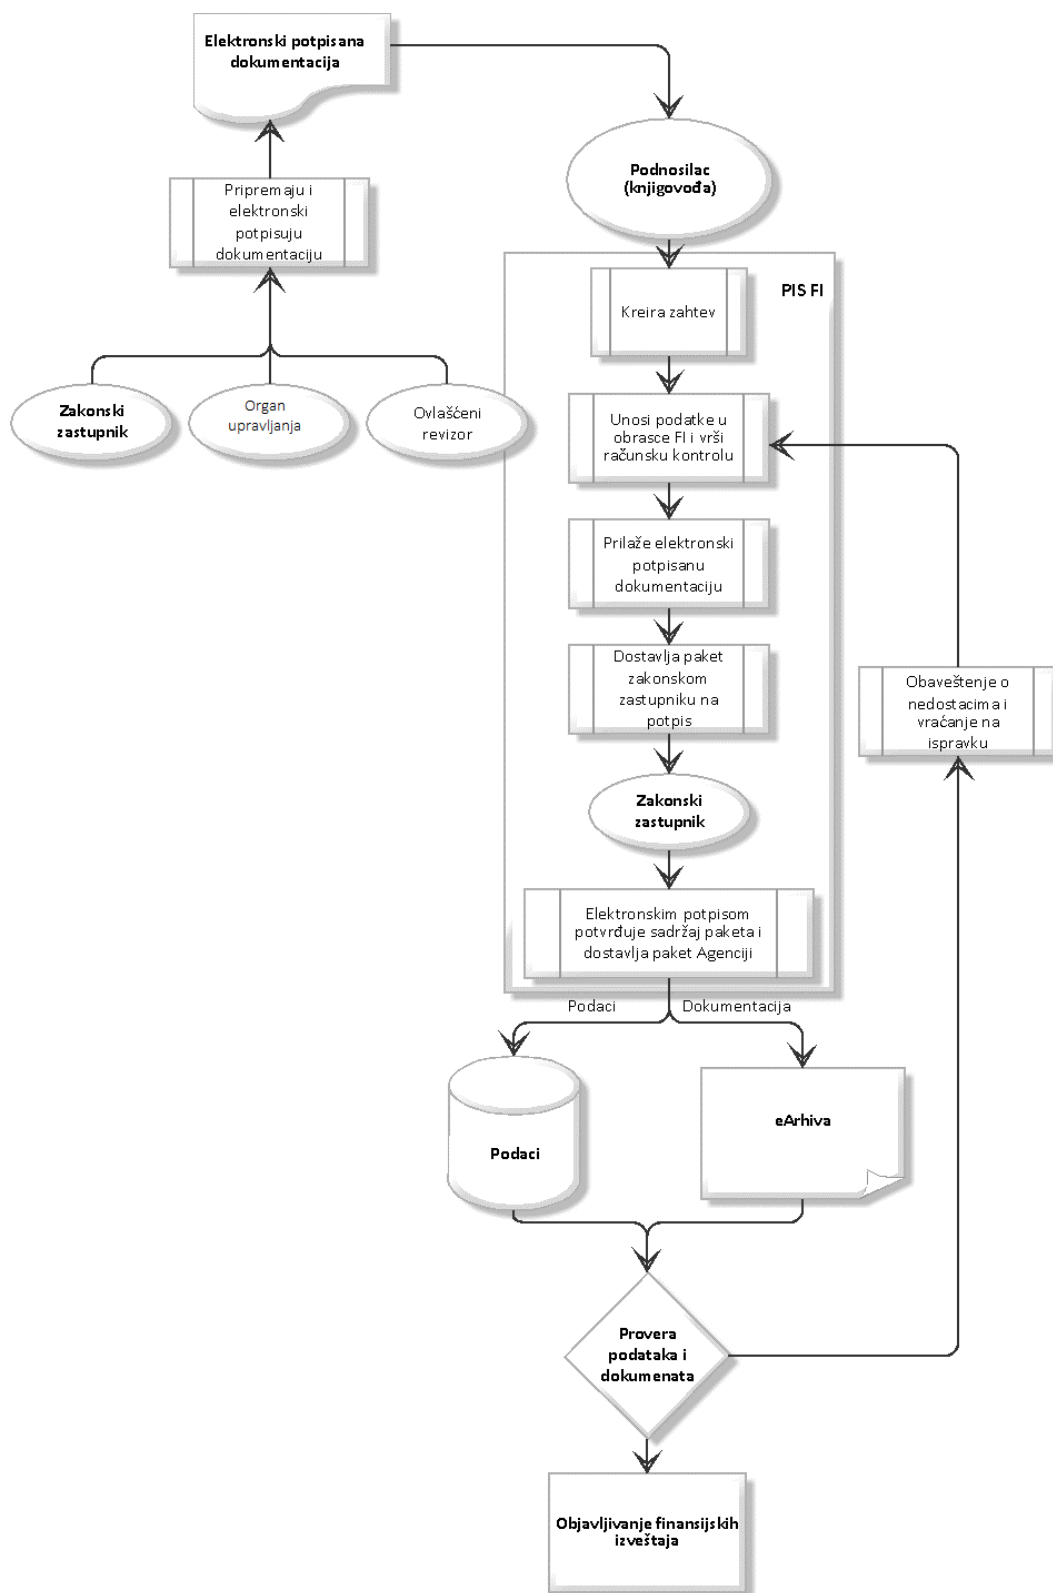 Elektronski potpisana
dokumentacija
Pripremaju i
elektronski
potpisuju
dokumentaciju
Zakonski
zastupnik
Organ
upravljanja
Ovlašćeni
revizor
Podnosilac
(knjigovođa)
PIS FI
Kreira zahtev
Unosi podatke u
obrasce FI i vrši
računsku kontrolu
Prilaže elektronski
potpisanu
dokumentaciju
Dostavlja paket
zakonskom
zastupniku na
potpis
Zakonski
zastupnik
Elektronskim potpisom
potvrđuje sadržaj paketa i
dostavlja paket Agenciji
Obaveštenje o
nedostacima i
vraćanje na
ispravku
Podaci
Dokumentacija
Podaci
eArhiva
Provera
podataka i
dokumenata
Objavljivanje finansijskih
izveštaja